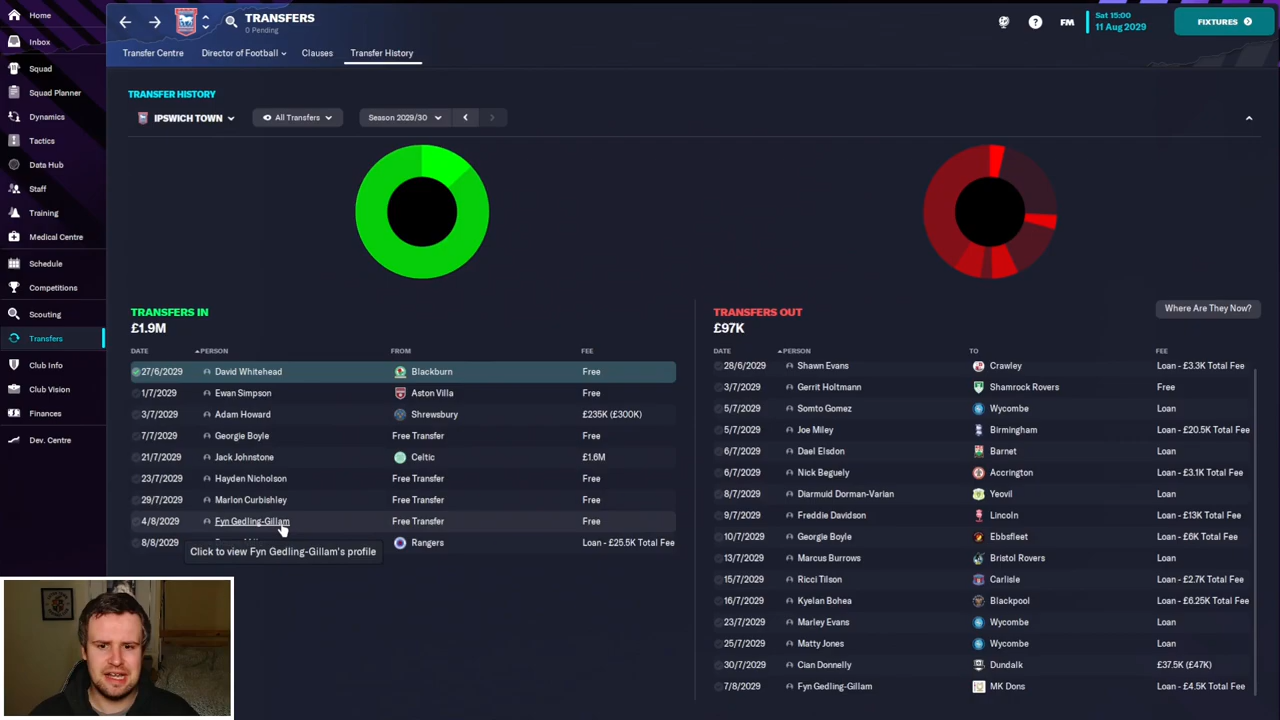 Home
Inbox
Squad
Squad Planner
Dynamics
Tactics
Data Hub
Staff
Training
Medical Centre
Schedule
Competitions
Scouting
Transfers
Club Info
Club Vision
Finances
Dev. Centre
TRANSFERS
0 Pending
FM
Sat 15:00
11 Aug 2029
FIXTURES
Transfer Centre
Director of Football
Clauses
Transfer History
TRANSFER HISTORY
IPSWICH TOWN
All Transfers
Season 2029/30
TRANSFERS IN
£1.9M
DATE PERSON FROM FEE
27/6/2029 David Whitehead Blackburn Free
1/7/2029 Ewan Simpson Aston Villa Free
3/7/2029 Adam Howard Shrewsbury £235K (£300K)
7/7/2029 Georgie Boyle Free Transfer Free
21/7/2029 Jack Johnstone Celtic £1.6M
23/7/2029 Hayden Nicholson Free Transfer Free
29/7/2029 Marlon Curbishley Free Transfer Free
4/8/2029 Fyn Gedling-Gillam Free Transfer Free
8/8/2029 Rangers Loan - £25.5K Total Fee
Click to view Fyn Gedling-Gillam's profile
TRANSFERS OUT
£97K
Where Are They Now?
DATE PERSON TO FEE
28/6/2029 Shawn Evans Crawley Loan - £3.3K Total Fee
3/7/2029 Gerrit Holtmann Shamrock Rovers Free
5/7/2029 Somto Gomez Wycombe Loan
5/7/2029 Joe Miley Birmingham Loan - £20.5K Total Fee
6/7/2029 Dael Elsdon Barnet Loan
6/7/2029 Nick Beguely Accrington Loan - £3.1K Total Fee
8/7/2029 Diarmuid Dorman-Varian Yeovil Loan
9/7/2029 Freddie Davidson Lincoln Loan - £13K Total Fee
10/7/2029 Georgie Boyle Ebbsfleet Loan - £6K Total Fee
13/7/2029 Marcus Burrows Bristol Rovers Loan
15/7/2029 Ricci Tilson Carlisle Loan - £2.7K Total Fee
16/7/2029 Kyelan Bohea Blackpool Loan - £6.25K Total Fee
23/7/2029 Marley Evans Wycombe Loan
25/7/2029 Matty Jones Wycombe Loan
30/7/2029 Cian Donnelly Dundalk £37.5K (£47K)
7/8/2029 Fyn Gedling-Gillam MK Dons Loan - £4.5K Total Fee